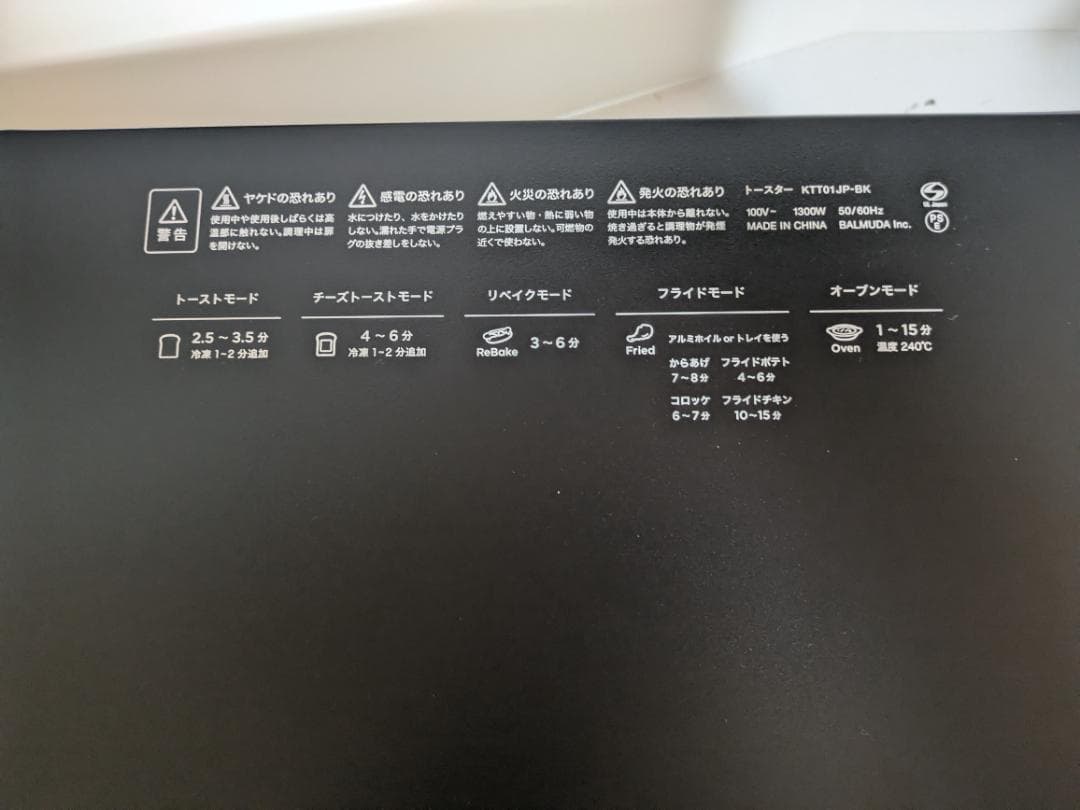 警告
ヤケドの恐れあり
使用中や使用後しばらくは高
温部に触れない。調理中は扉
を開けない。
感電の恐れあり
水につけたり、水をかけたり
しない。濡れた手で電源プラ
グの抜き差しをしない。
火災の恐れあり
燃えやすい物・熱に弱い物
の上に設置しない。可燃物の
近くで使わない。
発火の恐れあり
使用中は本体から離れない。
焼き過ぎると調理物が発煙
発火する恐れあり。
トースター KTT01JP-BK
100V~ 1300W 50/60Hz
MADE IN CHINA BALMUDA Inc.
PS
E
トーストモード
2.5～3.5分
冷凍1~2分追加
チーズトーストモード
4～6分
冷凍1~2分追加
リベイクモード
ReBake
3～6分
フライドモード
Fried
アルミホイル or トレイを使う
からあげ フライドポテト
7～8分 4～6分
コロッケ フライドチキン
6～7分 10～15分
オーブンモード
Oven
1～15分
温度240℃